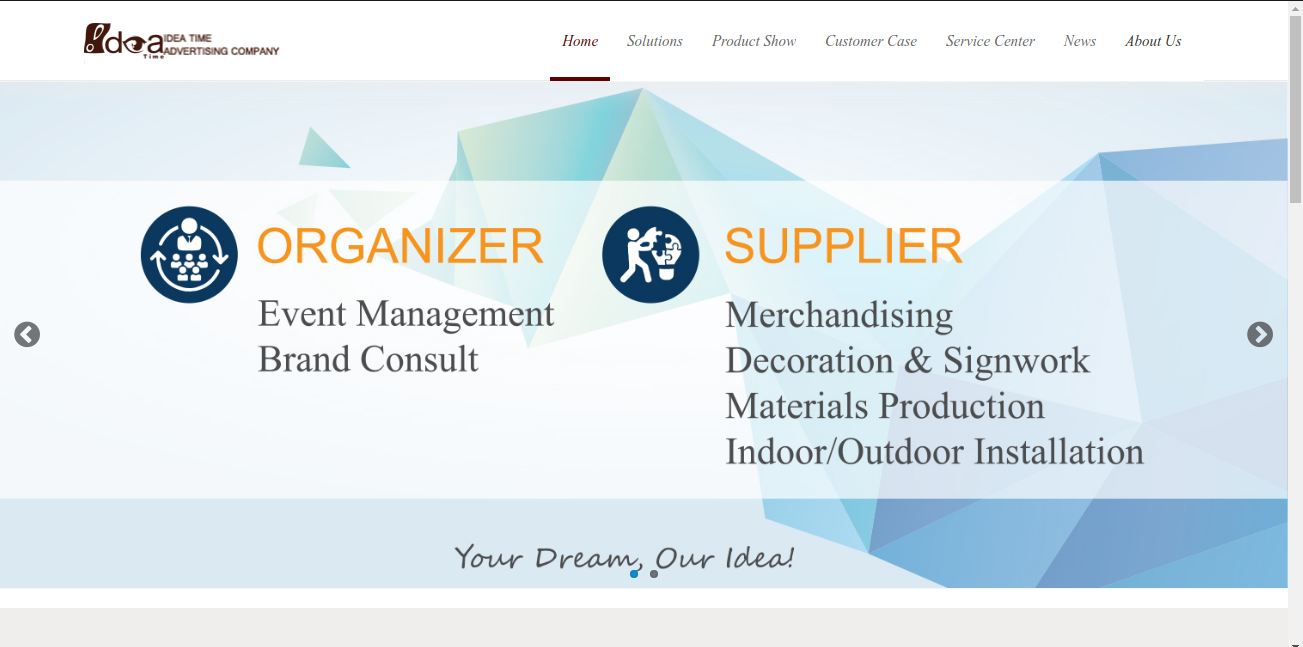 Idea
Time
IDEA TIME
ADVERTISING COMPANY
Home
Solutions
Product Show
Customer Case
Service Center
News
About Us
ORGANIZER
Event Management
Brand Consult
SUPPLIER
Merchandising
Decoration & Signwork
Materials Production
Indoor/Outdoor Installation
Your Dream, Our Idea!